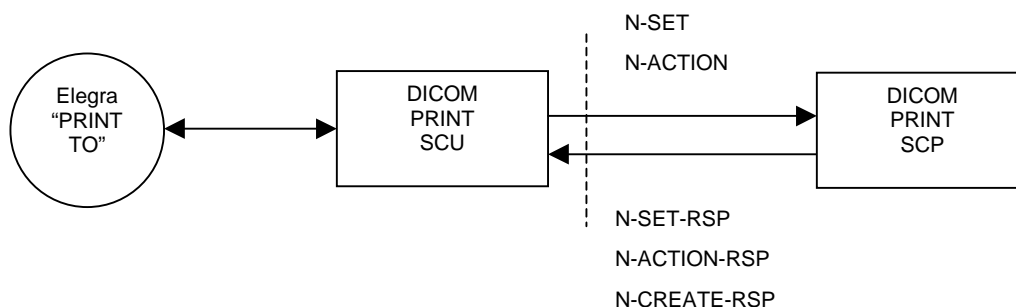 N-SET
N-ACTION
Elegra
“PRINT
TO”
DICOM
PRINT
SCU
DICOM
PRINT
SCP
N-SET-RSP
N-ACTION-RSP
N-CREATE-RSP